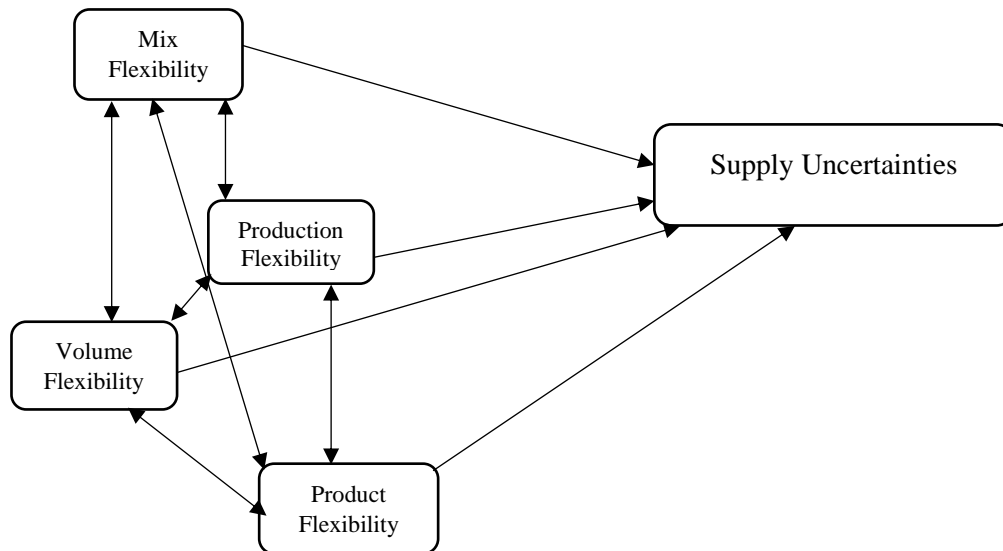 Mix
Flexibility
Supply Uncertainties
Production
Flexibility
Volume
Flexibility
Product
Flexibility